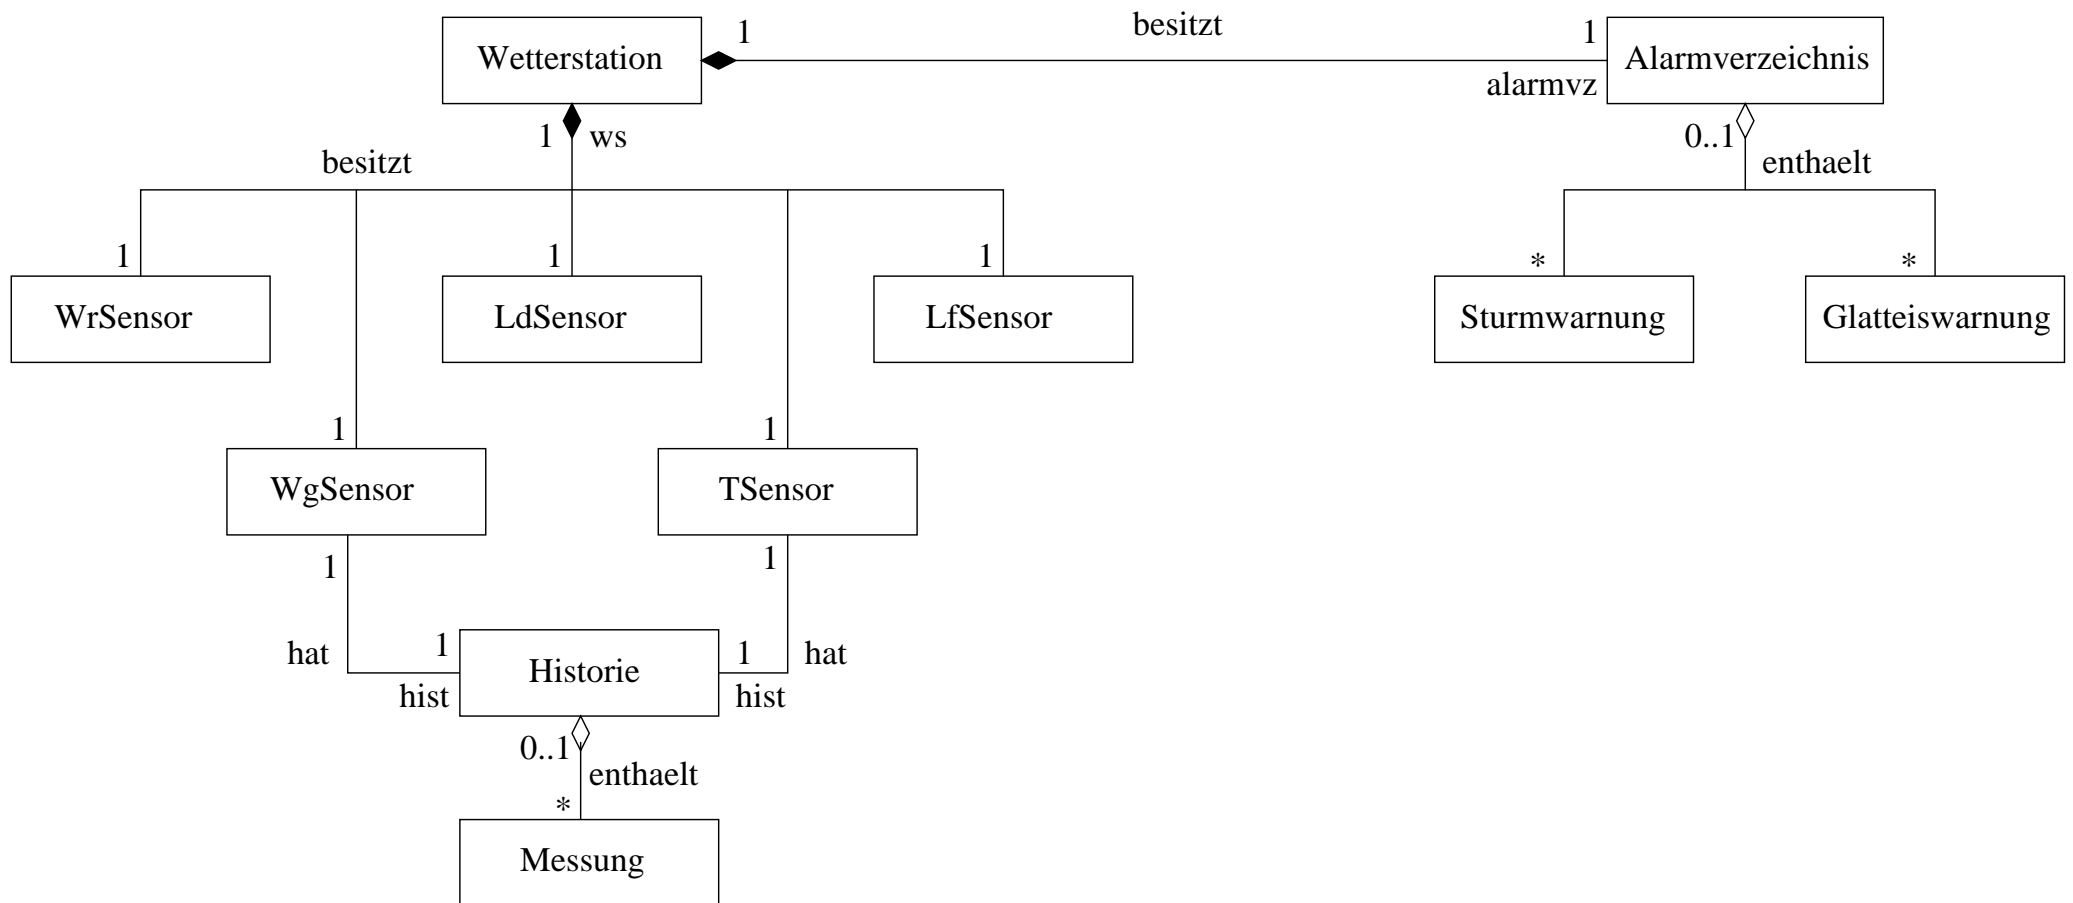 besitzt
1
1
Wetterstation
Alarmverzeichnis
alarmvz
1
ws
0..1
besitzt
enthaelt
1
1
1
*
*
WrSensor
LdSensor
LfSensor
Sturmwarnung
Glatteiswarnung
1
1
WgSensor
TSensor
1
1
hat
1
1
hat
Historie
hist
hist
0..1
enthaelt
*
Messung